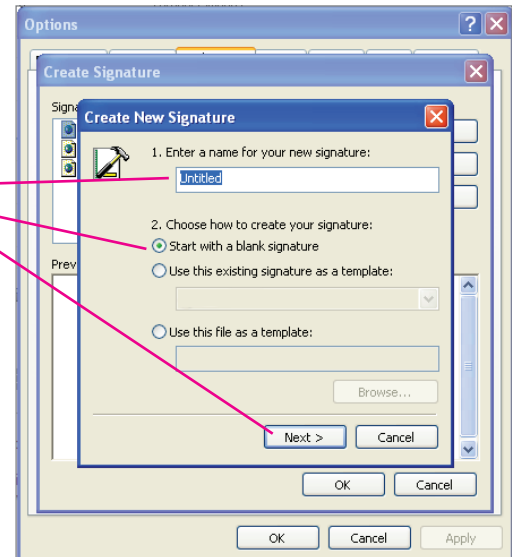 Options
Create Signature
Signa
Create New Signature
1. Enter a name for your new signature:
Untitled
2. Choose how to create your signature:
Start with a blank signature
Use this existing signature as a template:
Prev
Use this file as a template:
Browse...
Next >
Cancel
OK
Cancel
OK
Cancel
Apply